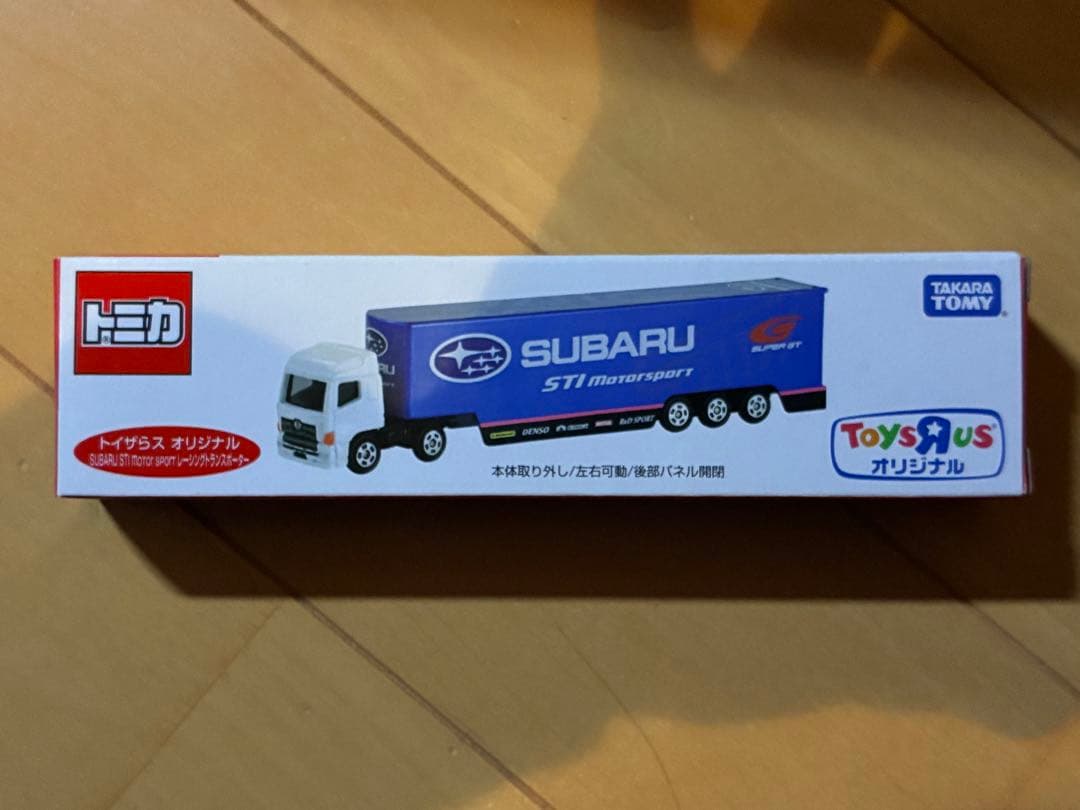 トミカ
トイザらス オリジナル
SUBARU STI MOTOR SPORT レーシングトランスポーター
SUBARU
STI MOTORSPORT
SUPER GT
DENSO
R&D SPORT
本体取り外し/左右可動/後部パネル開閉
TAKARA
TOMY
TOYSRUS
オリジナル